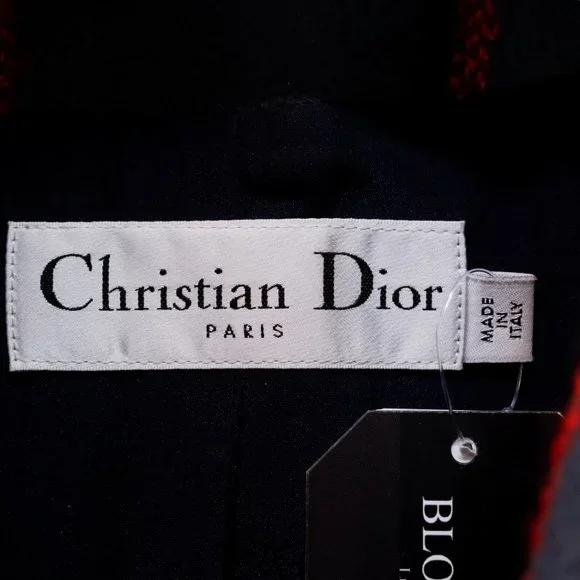 Christian Dior
PARIS
MADE
IN
ITALY
BLO